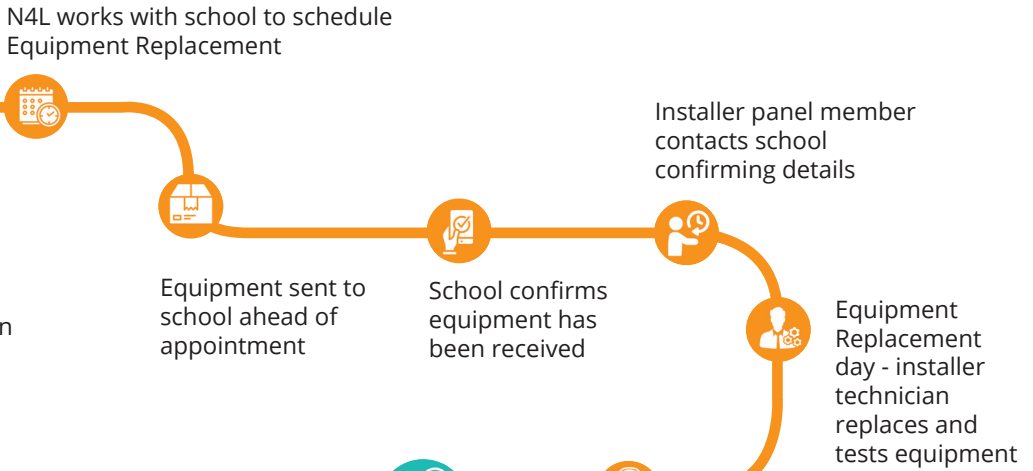 N4L works with school to schedule
Equipment Replacement
Installer panel member
contacts school
confirming details
Equipment sent to
school ahead of
appointment
School confirms
equipment has
been received
Equipment
Replacement
day - installer
technician
replaces and
tests equipment
n